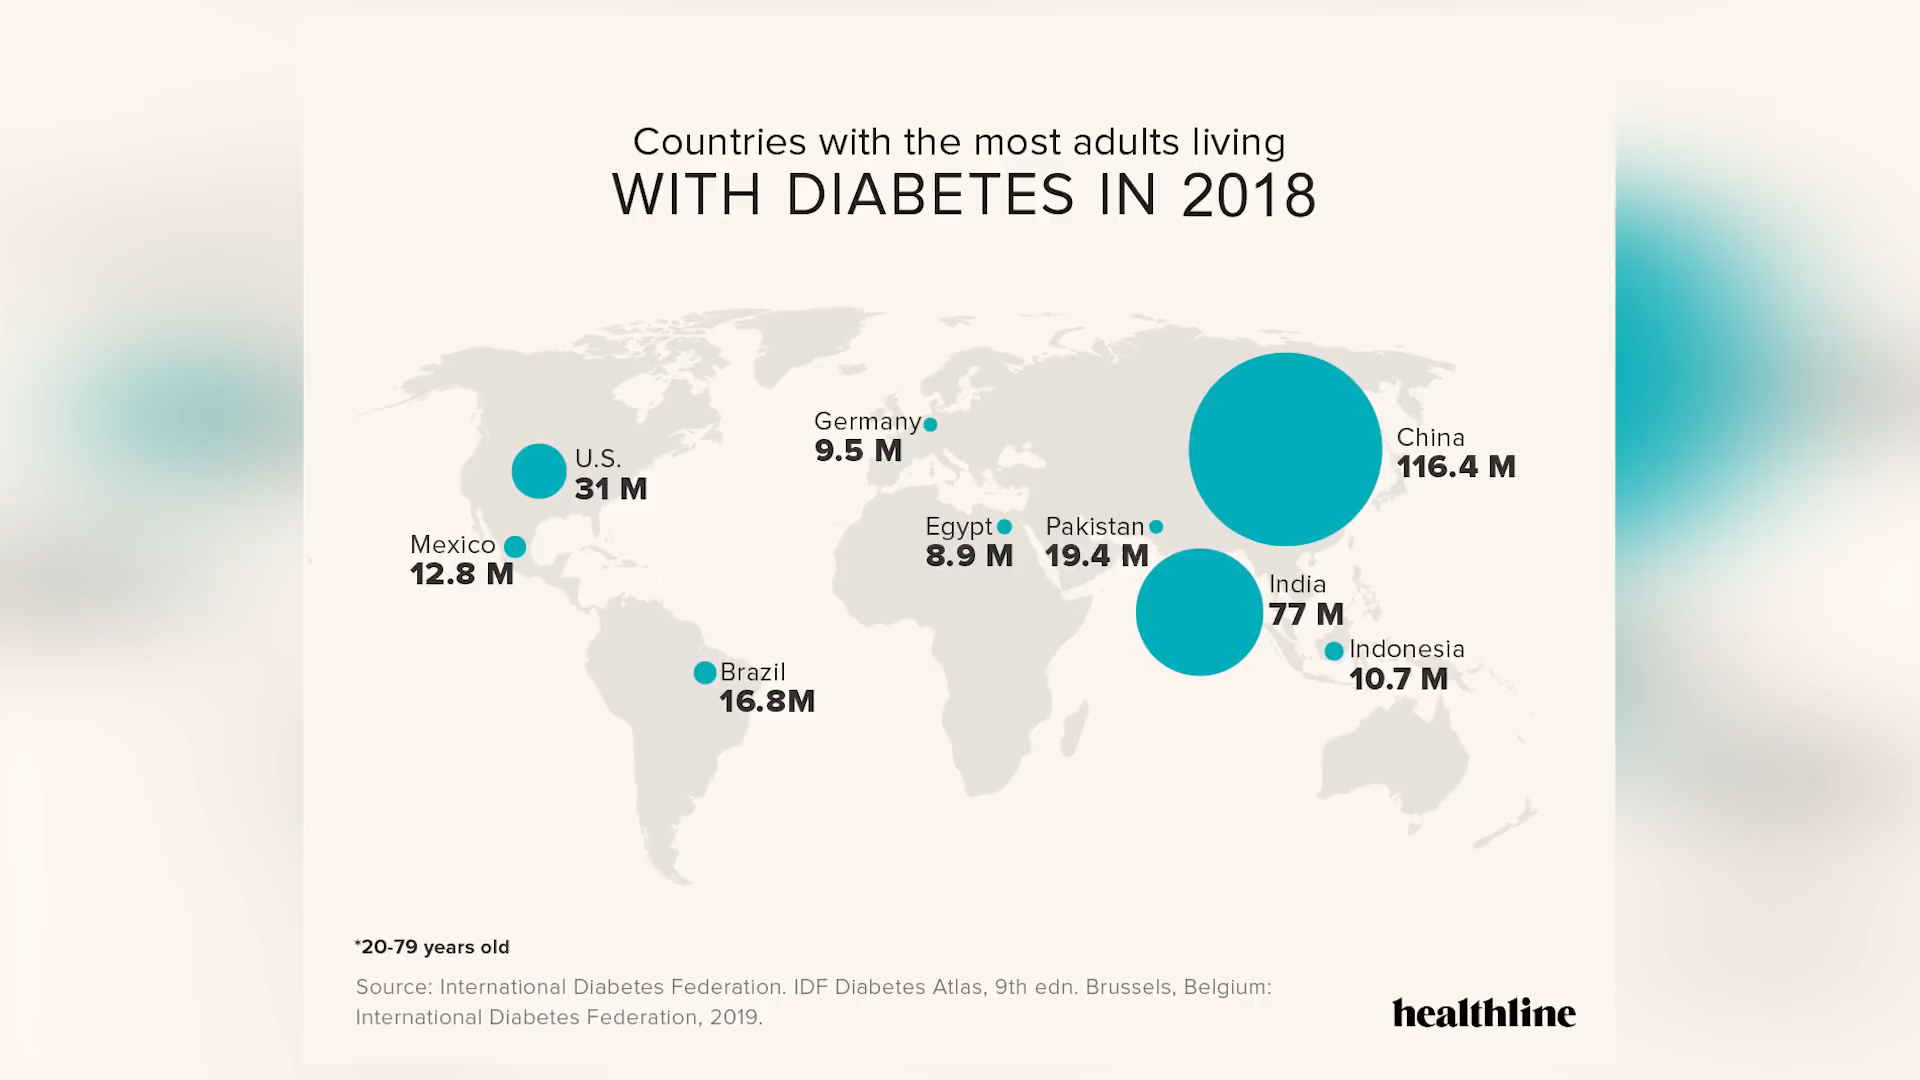 Countries with the most adults living
WITH DIABETES IN 2018
Germany
9.5 M
China
116.4 M
U.S.
31 M
Egypt
8.9 M
Pakistan
19.4 M
Mexico
12.8 M
India
77 M
Indonesia
10.7 M
Brazil
16.8M
*20-79 years old
Source: International Diabetes Federation. IDF Diabetes Atlas, 9th edn. Brussels, Belgium:
International Diabetes Federation, 2019.
healthline